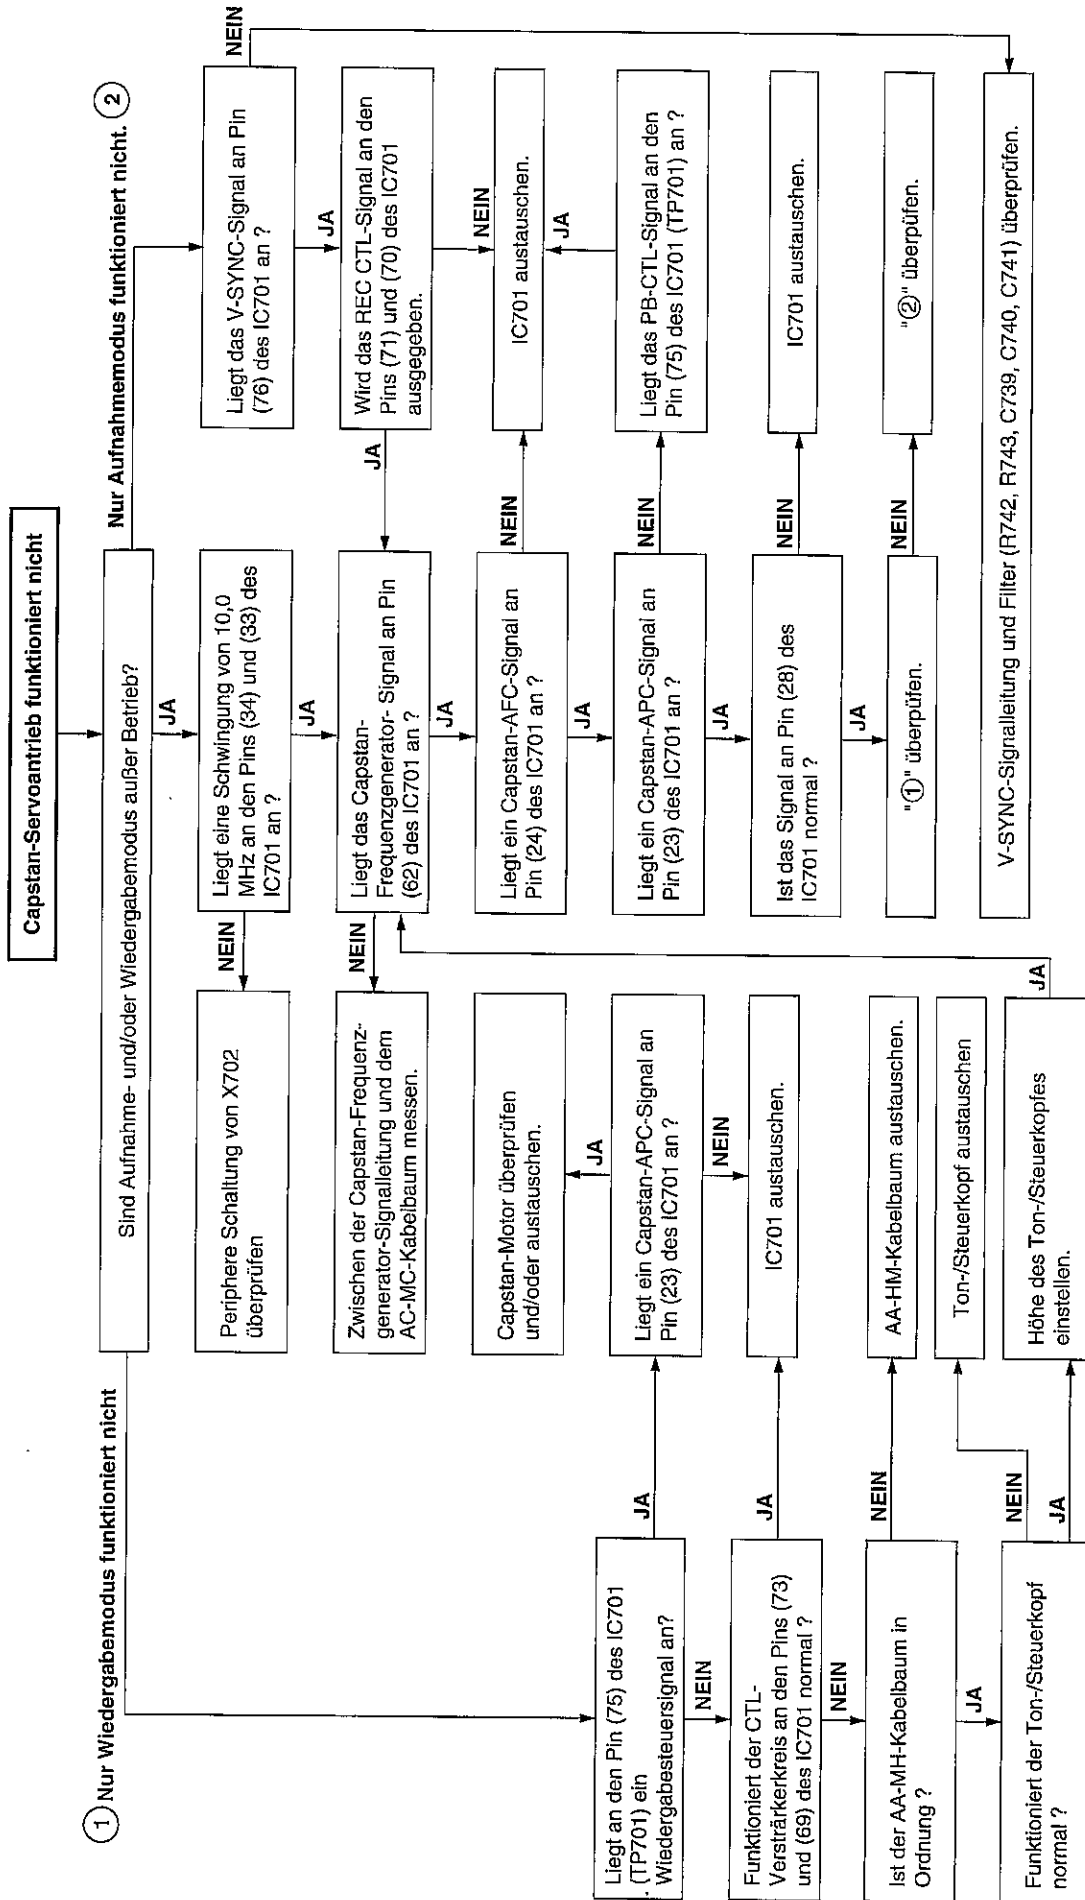 Capstan-Servoantrieb funktioniert nicht
① Nur Wiedergabemodus funktioniert nicht
Sind Aufnahme- und/oder Wiedergabemodus außer Betrieb?
Nur Aufnahmemodus funktioniert nicht. ②
JA
NEIN
Periphere Schaltung von X702
überprüfen
NEIN
Liegt eine Schwingung von 10,0
MHz an den Pins (34) und (33) des
IC701 an ?
JA
Liegt das V-SYNC-Signal an Pin
(76) des IC701 an ?
JA
Zwischen der Capstan-Frequenz-
generator-Signalleitung und dem
AC-MC-Kabelbaum messen.
NEIN
Liegt das Capstan-
Frequenzgenerator- Signal an Pin
(62) des IC701 an ?
JA
JA
Wird das REC CTL-Signal an den
Pins (71) und (70) des IC701
ausgegeben.
NEIN
Capstan-Motor überprüfen
und/oder austauschen.
JA
Liegt ein Capstan-AFC-Signal an
Pin (24) des IC701 an ?
NEIN
JA
IC701 austauschen.
JA
Liegt an den Pin (75) des IC701
(TP701) ein
Wiedergabesteuersignal an?
JA
NEIN
Liegt ein Capstan-APC-Signal an
Pin (23) des IC701 an ?
NEIN
Liegt ein Capstan-APC-Signal an
Pin (23) des IC701 an ?
NEIN
JA
Liegt das PB-CTL-Signal an den
Pin (75) des IC701 (TP701) an ?
Funktioniert der CTL-
Versträrkerkreis an den Pins (73)
und (69) des IC701 normal ?
JA
NEIN
IC701 austauschen.
Ist das Signal an Pin (28) des
IC701 normal ?
NEIN
JA
IC701 austauschen.
Ist der AA-MH-Kabelbaum in
Ordnung ?
NEIN
JA
AA-HM-Kabelbaum austauschen.
"①" überprüfen.
NEIN
"②" überprüfen.
Ton-/Steuerkopf austauschen
Funktioniert der Ton-/Steuerkopf
normal ?
NEIN
JA
Höhe des Ton-/Steuerkopfes
einstellen.
JA
V-SYNC-Signalleitung und Filter (R742, R743, C739, C740, C741) überprüfen.